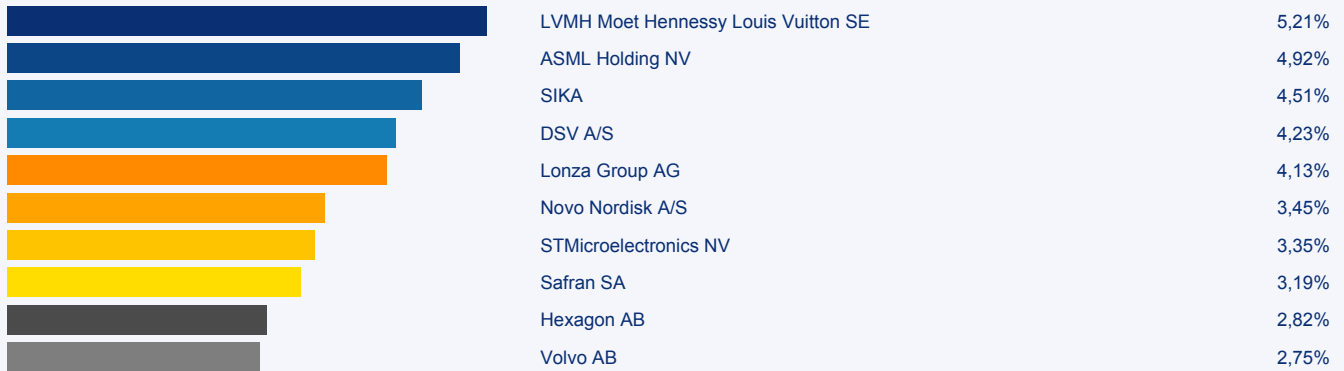 LVMH Moet Hennessy Louis Vuitton SE 5,21%
ASML Holding NV 4,92%
SIKA 4,51%
DSV A/S 4,23%
Lonza Group AG 4,13%
Novo Nordisk A/S 3,45%
STMicroelectronics NV 3,35%
Safran SA 3,19%
Hexagon AB 2,82%
Volvo AB 2,75%